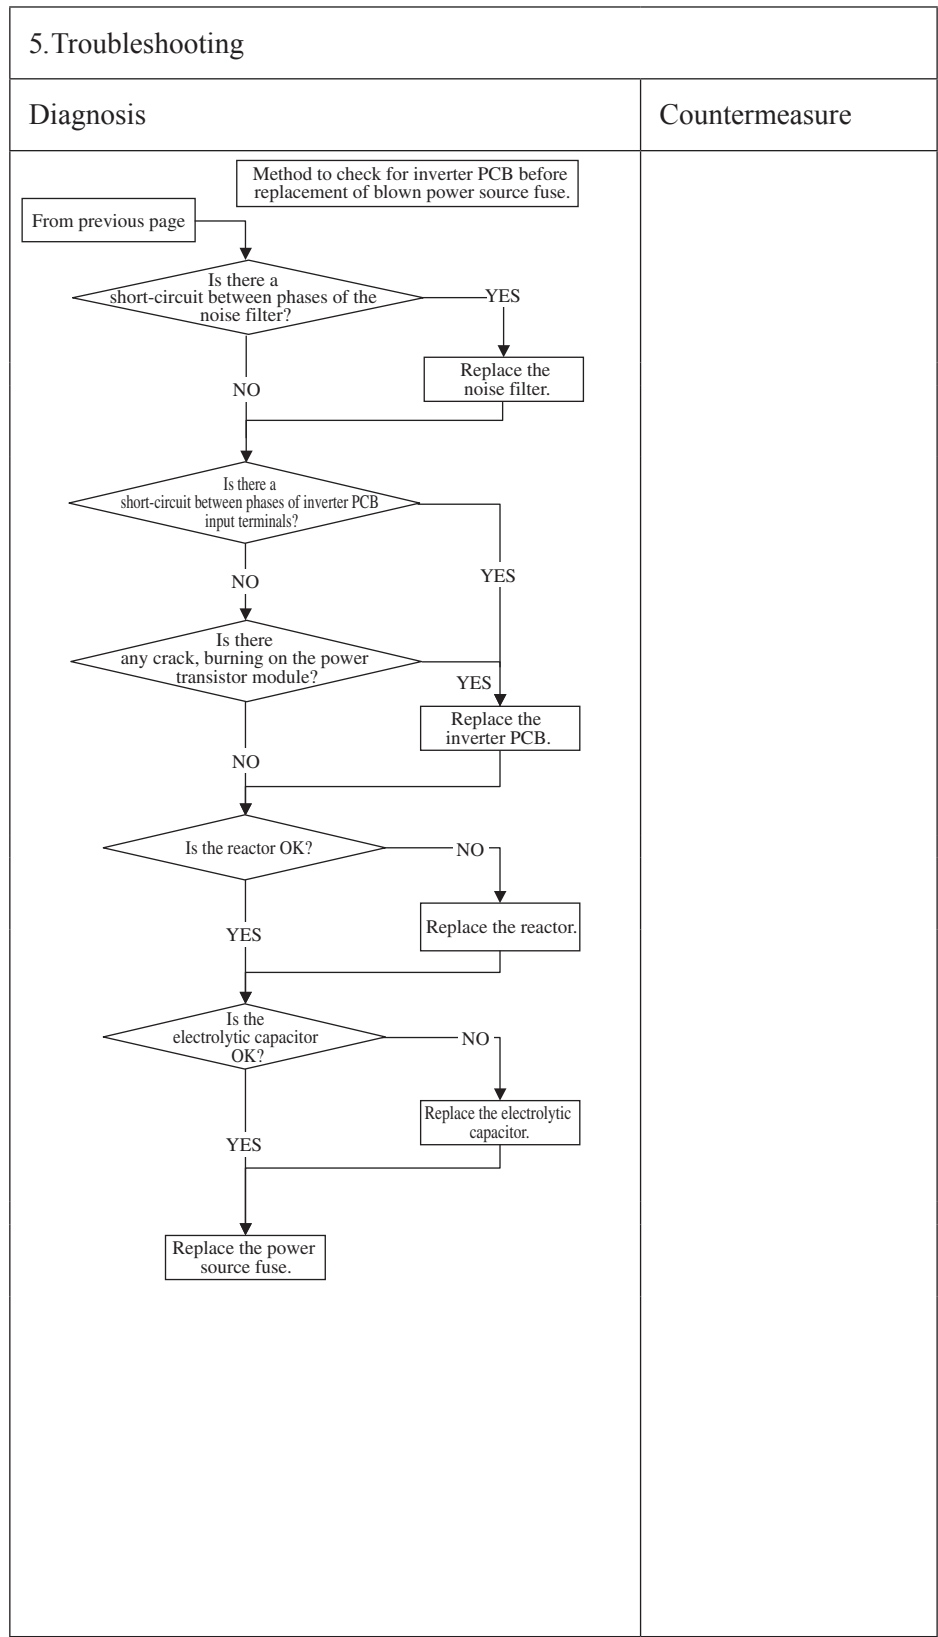 5.Troubleshooting
Diagnosis
Countermeasure
Method to check for inverter PCB before
replacement of blown power source fuse.
From previous page
Is there a
short-circuit between phases of the
noise filter?
YES
Replace the
noise filter.
NO
Is there a
short-circuit between phases of inverter PCB
input terminals?
YES
NO
Is there
any crack, burning on the power
transistor module?
YES
Replace the
inverter PCB.
NO
Is the reactor OK?
NO
Replace the reactor.
YES
Is the
electrolytic capacitor
OK?
NO
Replace the electrolytic
capacitor.
YES
Replace the power
source fuse.